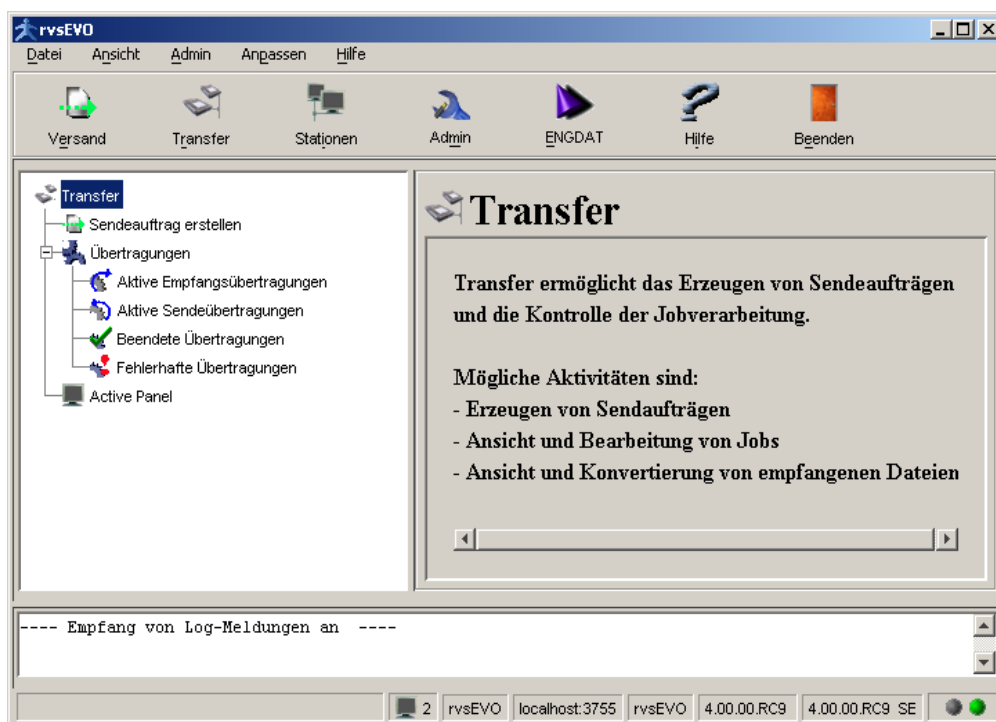 rvsEVO
Datei Ansicht Admin Anpassen Hilfe
Versand Transfer Stationen Admin ENGDAT Hilfe Beenden
Transfer
Sendeauftrag erstellen
Übertragungen
Aktive Empfangsübertragungen
Aktive Sendeübertragungen
Beendete Übertragungen
Fehlerhafte Übertragungen
Active Panel
Transfer
Transfer ermöglicht das Erzeugen von Sendeaufträgen
und die Kontrolle der Jobverarbeitung.
Mögliche Aktivitäten sind:
- Erzeugen von Sendaufträgen
- Ansicht und Bearbeitung von Jobs
- Ansicht und Konvertierung von empfangenen Dateien
---- Empfang von Log-Meldungen an ----
2 rvsEVO localhost:3755 rvsEVO 4.00.00.RC9 4.00.00.RC9 SE